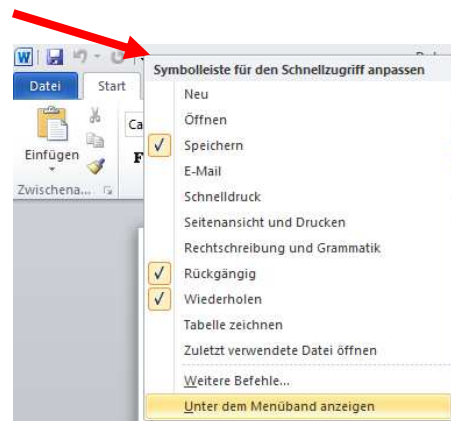 Symbolleiste für den Schnellzugriff anpassen
Datei
Start
Neu
Öffnen
Ca
Speichern
Einfügen
F
E-Mail
Schnelldruck
Zwischena...
Seitenansicht und Drucken
Rechtschreibung und Grammatik
Rückgängig
Wiederholen
Tabelle zeichnen
Zuletzt verwendete Datei öffnen
Weitere Befehle...
Unter dem Menüband anzeigen